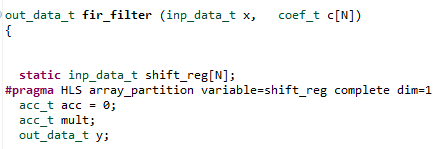 out_data_t fir_filter (inp_data_t x,   coef_t c[N])
{
static inp_data_t shift_reg[N];
#pragma HLS array_partition variable=shift_reg complete dim=1
acc_t acc = 0;
acc_t mult;
out_data_t y;